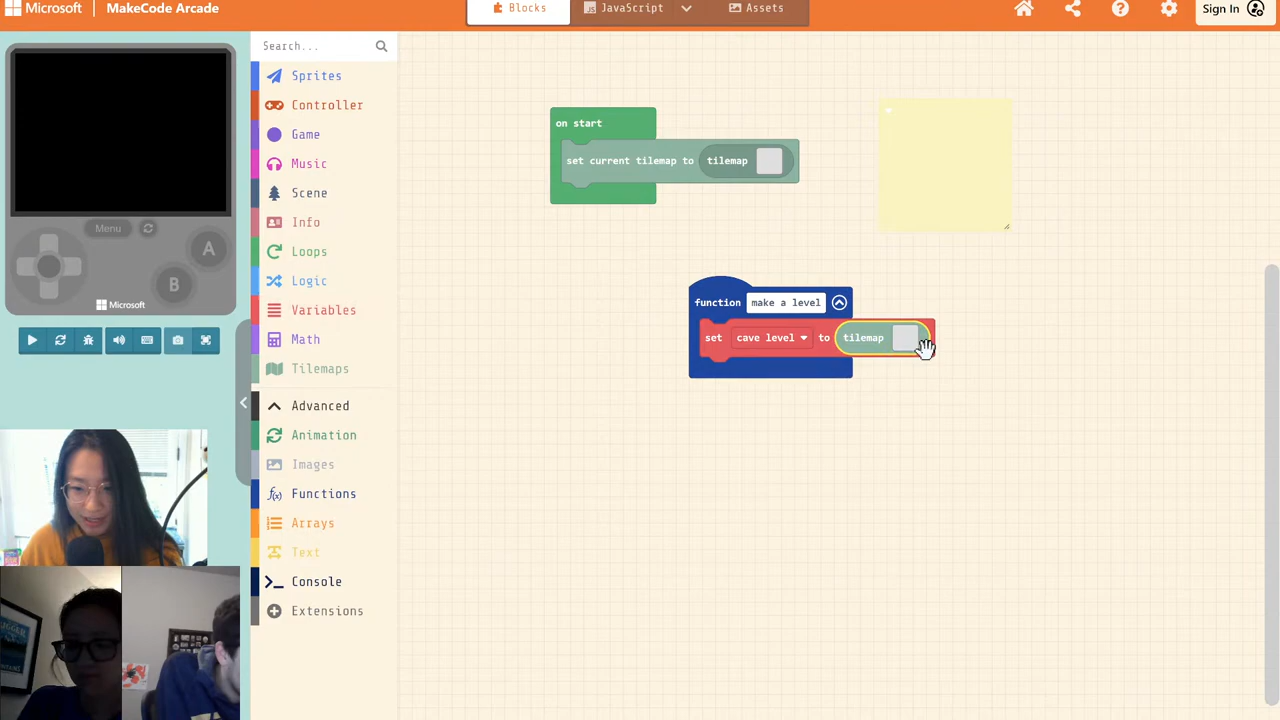 Microsoft MakeCode Arcade Blocks JavaScript Assets Sign In
Search...
Sprites
Controller
Game
Music
Scene
Info
Loops
Logic
Variables
Math
Tilemaps
Advanced
Animation
Images
Functions
Arrays
Text
Console
Extensions
Menu
A
B
Microsoft
on start
set current tilemap to tilemap
function make a level
set cave level to tilemap